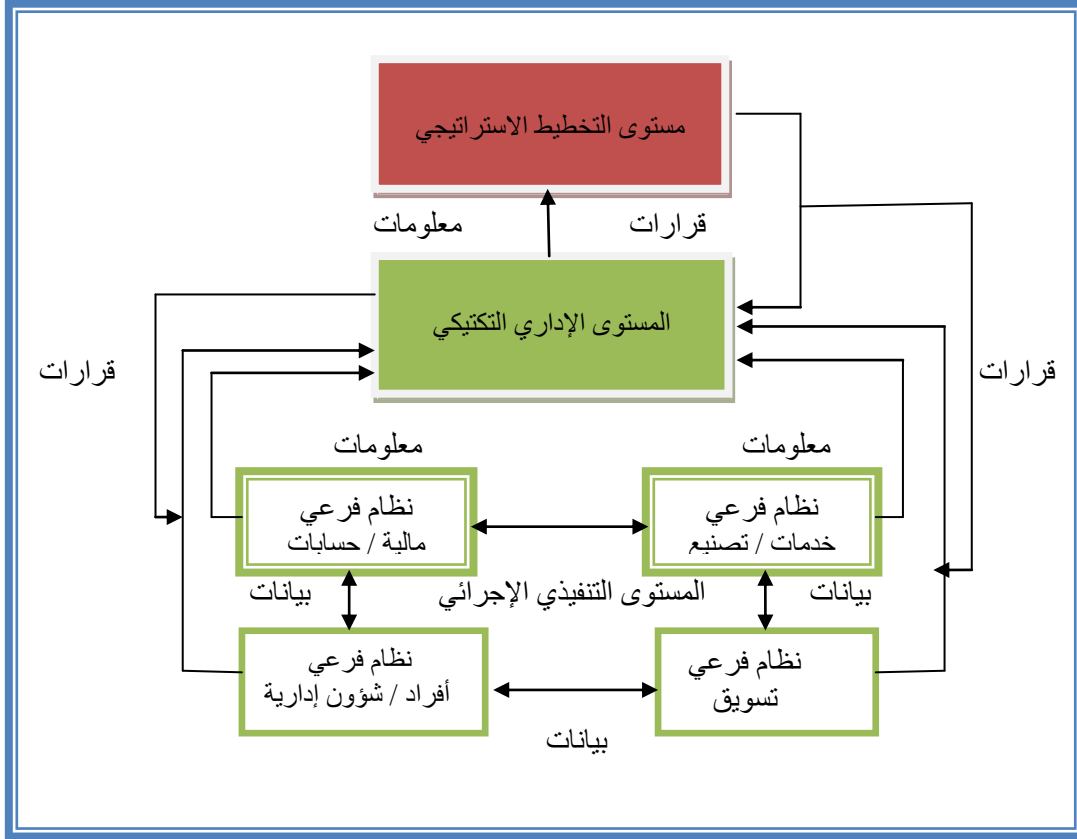 مستوى التخطيط الاستراتيجي
قرارات
معلومات
المستوى الإداري التكتيكي
قرارات
قرارات
معلومات
معلومات
نظام فرعي
خدمات / تصنيع
نظام فرعي
مالية / حسابات
بيانات
المستوى التنفيذي الإجرائي
بيانات
نظام فرعي
تسويق
نظام فرعي
أفراد / شؤون إدارية
بيانات